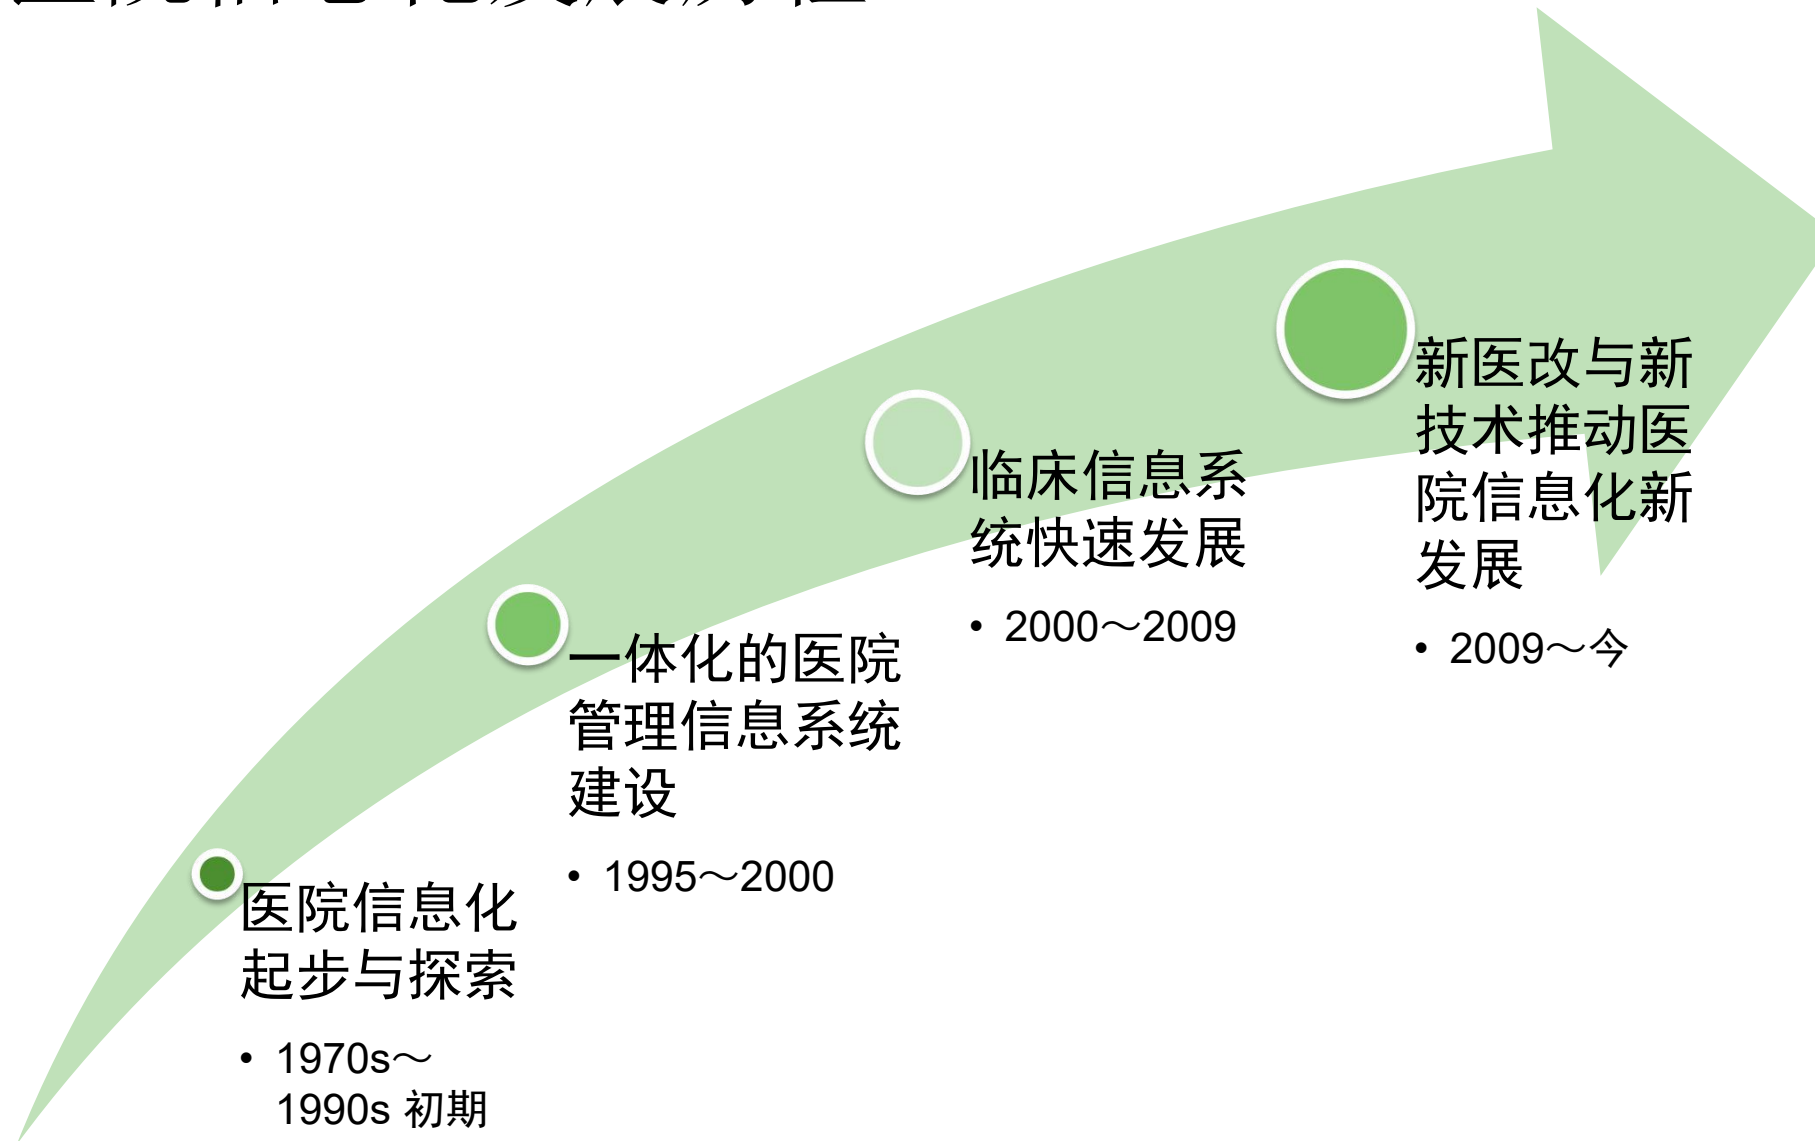 医院信息化
起步与探索
• 1970s～
1990s 初期
一体化的医院
管理信息系统
建设
• 1995～2000
临床信息系
统快速发展
• 2000～2009
新医改与新
技术推动医
院信息化新
发展
• 2009～今